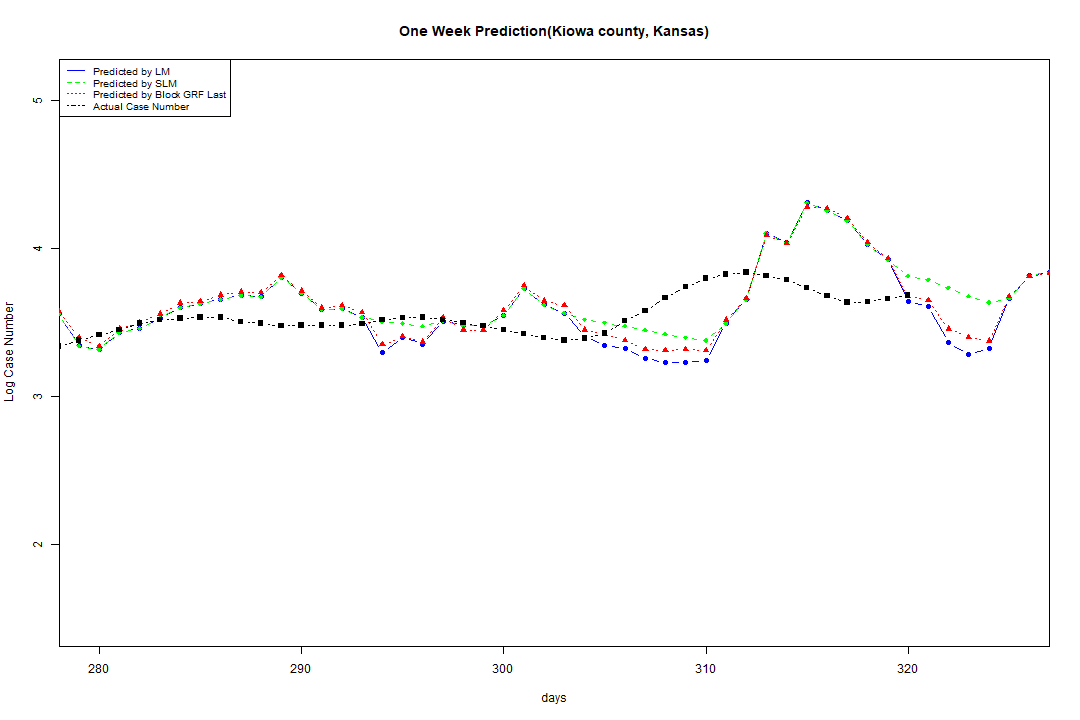 One Week Prediction(Kiowa county, Kansas)
Predicted by LM
Predicted by SLM
Predicted by Block GRF Last
Actual Case Number
5
4
3
2
Log Case Number
280 290 300 310 320
days